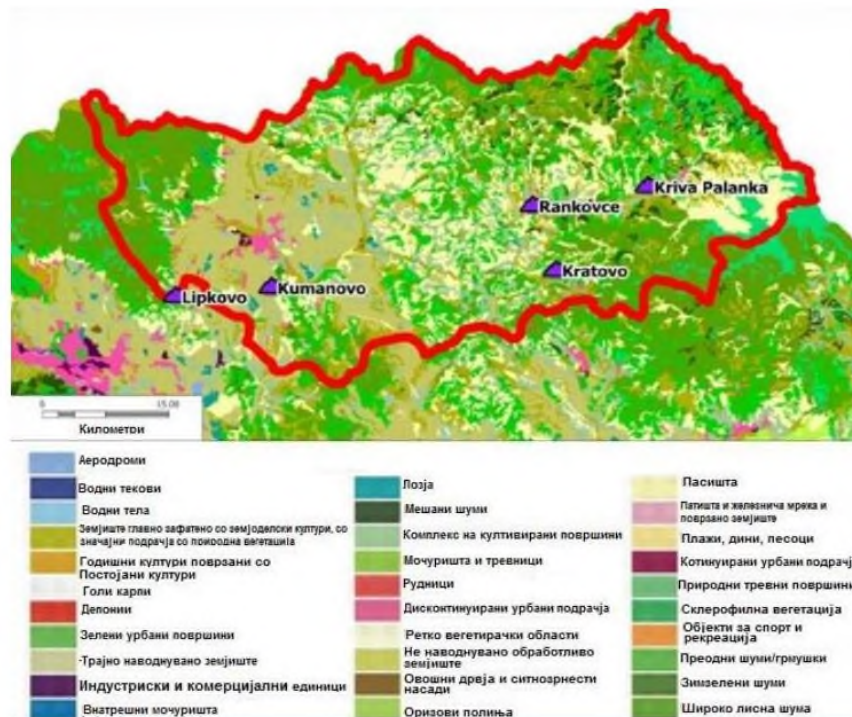 Kriva Palanka
Rankovce
Kratovo
Kumanovo
Lipkovo
0 15.00
Километри
Аеродроми
Водни текови
Водни тела
Земјиште главно зафатено со земјоделски култури, со
значајни подрачја со природна вегетација
Годишни култури поврзани со
Постојани култури
Голи карпи
Депонии
Зелени урбани површини
-Трајно наводнувано земјиште
Индустриски и комерцијални единици
Внатрешни мочуришта
Лозја
Мешани шуми
Комплекс на култивирани површини
Мочуришта и тревници
Рудници
Дисконтинуирани урбани подрачја
Ретко вегетирачки области
Не наводнувано обработливо
земјиште
Овошни дрвја и ситнозрнести
насади
Оризови полиња
Пасишта
Патишта и железничка мрежа и
поврзано земјиште
Плажи, дини, песоци
Котинуирани урбани подрачј
Природни тревни површини
Склерофилна вегетација
Објекти за спорт и
рекреација
Преодни шуми/грмушки
Зимзелени шуми
Широко лисна шума